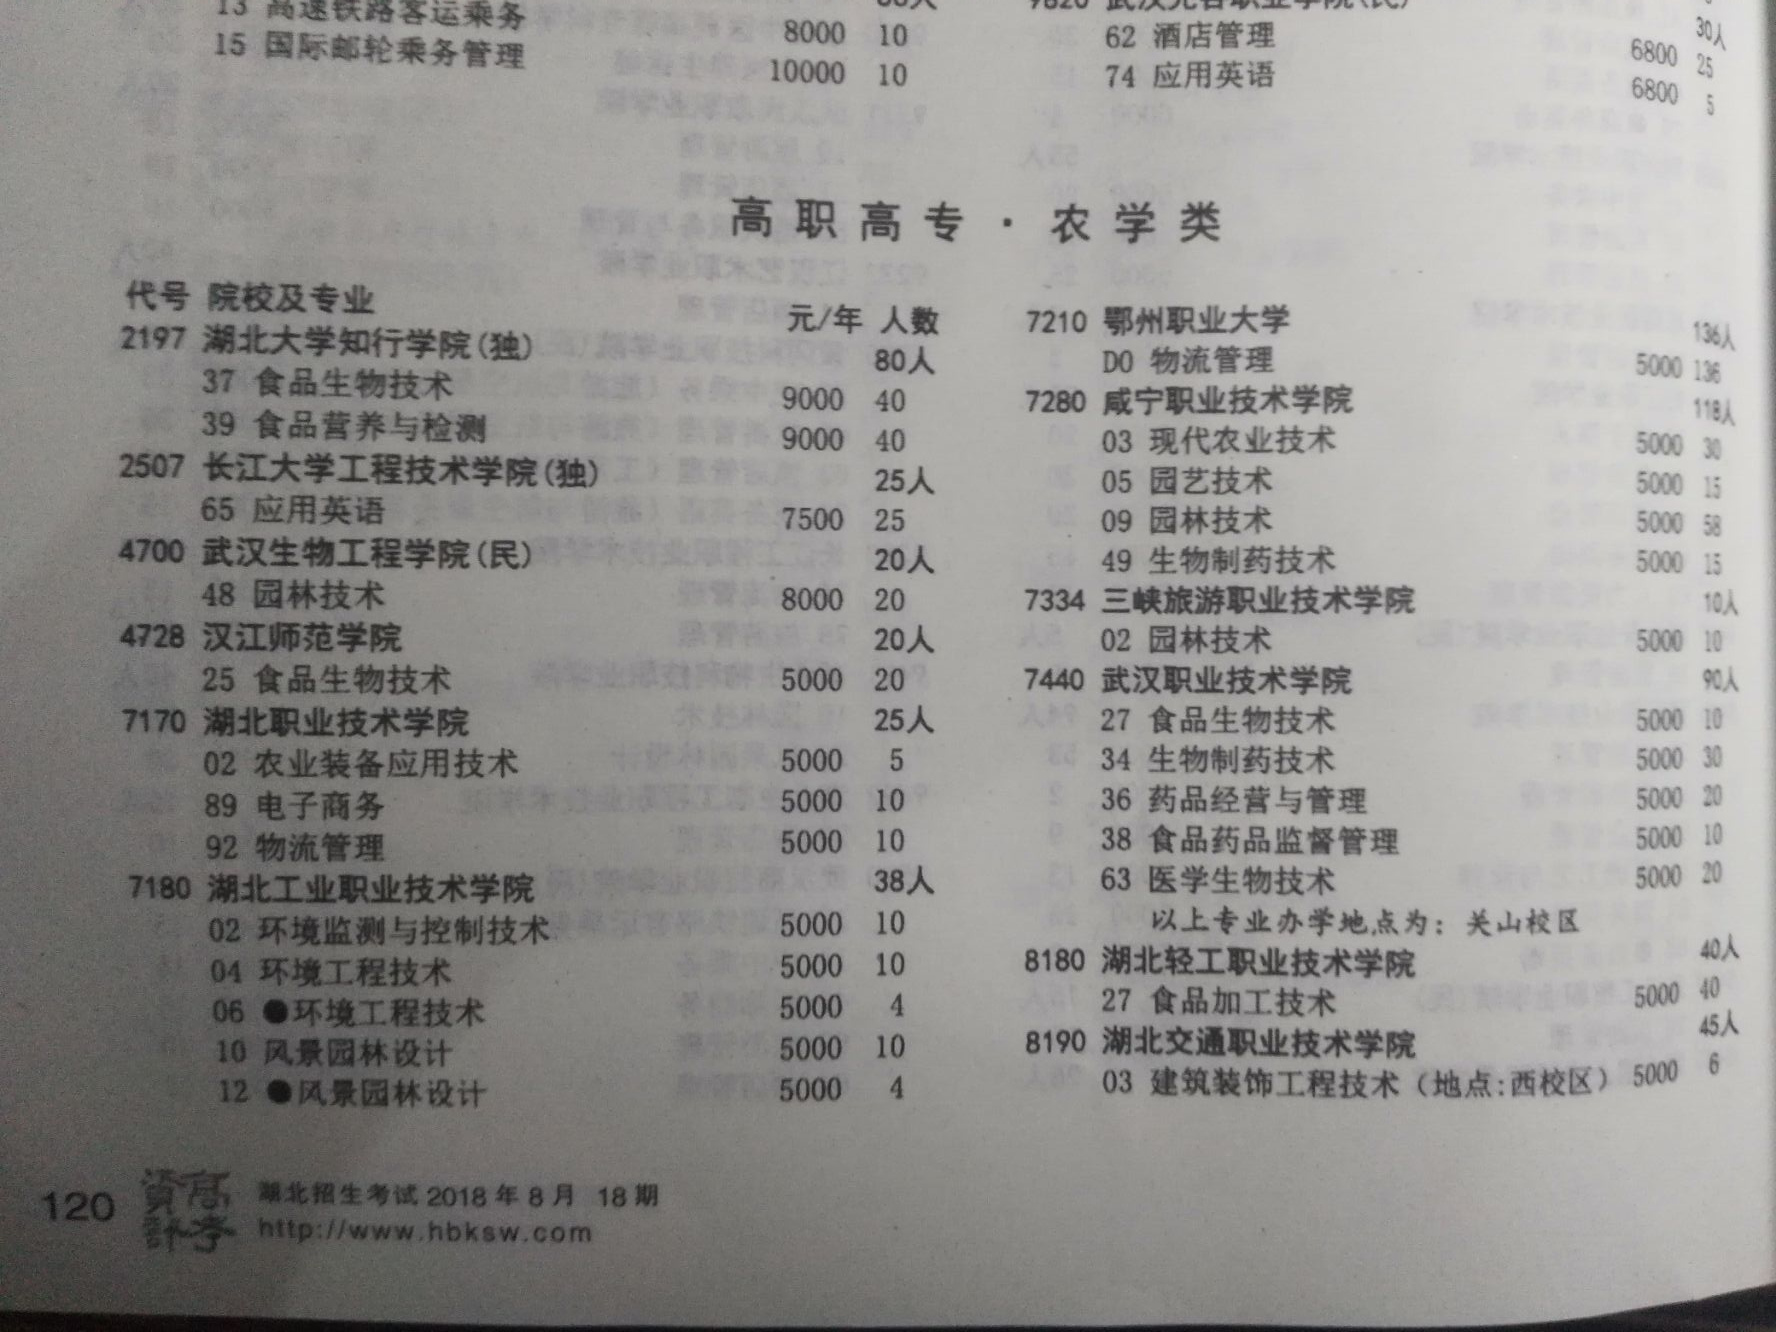 13 高速铁路客运乘务 8000 10
15 国际邮轮乘务管理 10000 10
30人
62 酒店管理 6800 25
74 应用英语 6800 5
高职高专·农学类
代号 院校及专业 元/年 人数
2197 湖北大学知行学院(独) 80人
37 食品生物技术 9000 40
39 食品营养与检测 9000 40
2507 长江大学工程技术学院(独) 25人
65 应用英语 7500 25
4700 武汉生物工程学院(民) 20人
48 园林技术 8000 20
4728 汉江师范学院 20人
25 食品生物技术 5000 20
7170 湖北职业技术学院 25人
02 农业装备应用技术 5000 5
89 电子商务 5000 10
92 物流管理 5000 10
7180 湖北工业职业技术学院 38人
02 环境监测与控制技术 5000 10
04 环境工程技术 5000 10
06 ●环境工程技术 5000 4
10 风景园林设计 5000 10
12 ●风景园林设计 5000 4
7210 鄂州职业大学 136人
D0 物流管理 5000 136
7280 咸宁职业技术学院 118人
03 现代农业技术 5000 30
05 园艺技术 5000 15
09 园林技术 5000 58
49 生物制药技术 5000 15
7334 三峡旅游职业技术学院 10人
02 园林技术 5000 10
7440 武汉职业技术学院 90人
27 食品生物技术 5000 10
34 生物制药技术 5000 30
36 药品经营与管理 5000 20
38 食品药品监督管理 5000 10
63 医学生物技术 5000 20
以上专业办学地点为：关山校区
8180 湖北轻工职业技术学院 40人
27 食品加工技术 5000 40
8190 湖北交通职业技术学院 45人
03 建筑装饰工程技术（地点:西校区） 5000 6
120
湖北招生考试 2018 年 8 月 18 期
http://www.hbksw.com